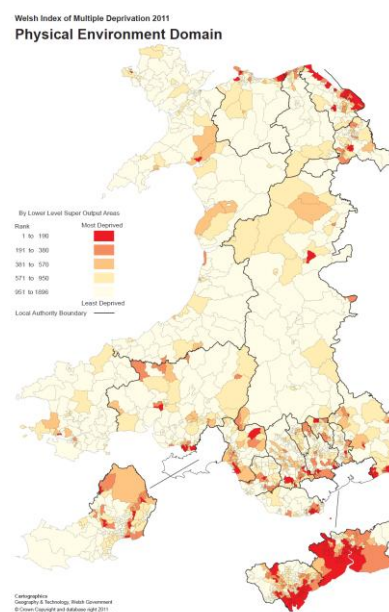 Welsh Index of Multiple Deprivation 2011
Physical Environment Domain
By Lower Level Super Output Areas
Rank Most Deprived
1 to 190
191 to 380
381 to 570
571 to 950
951 to 1896
Least Deprived
Local Authority Boundary
Cartographics
Geography & Technology, Welsh Government
© Crown Copyright and database right 2011